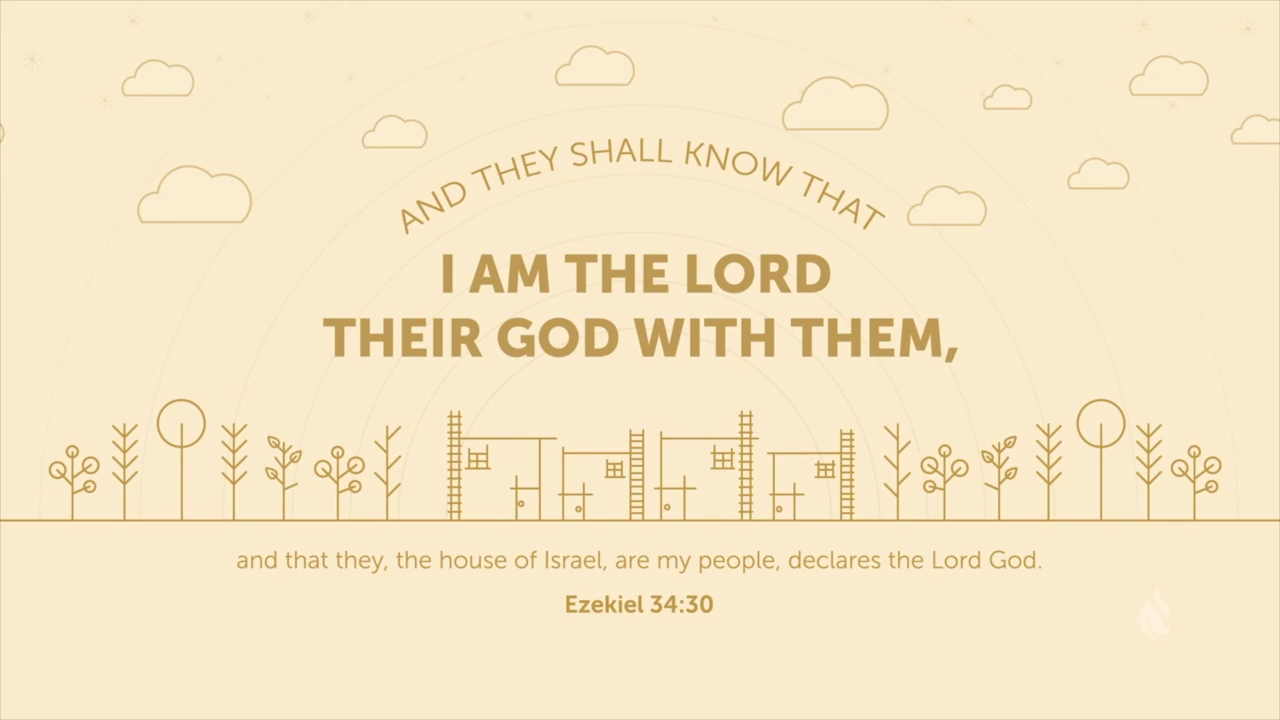 AND THEY SHALL KNOW THAT
I AM THE LORD
THEIR GOD WITH THEM,
and that they, the house of Israel, are my people, declares the Lord God.
Ezekiel 34:30